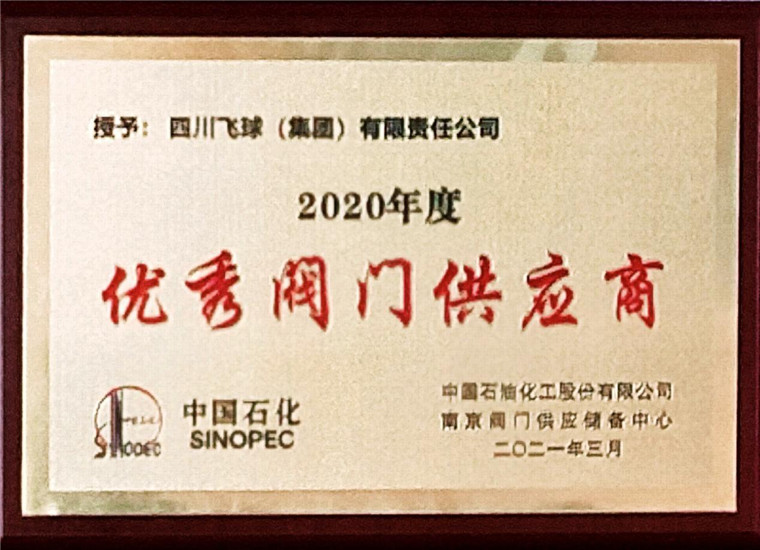 授予：四川飞球（集团）有限责任公司
2020年度
优秀阀门供应商
中国石化
SINOPEC
SINOPEC
中国石油化工股份有限公司
南京阀门供应储备中心
二〇二一年三月